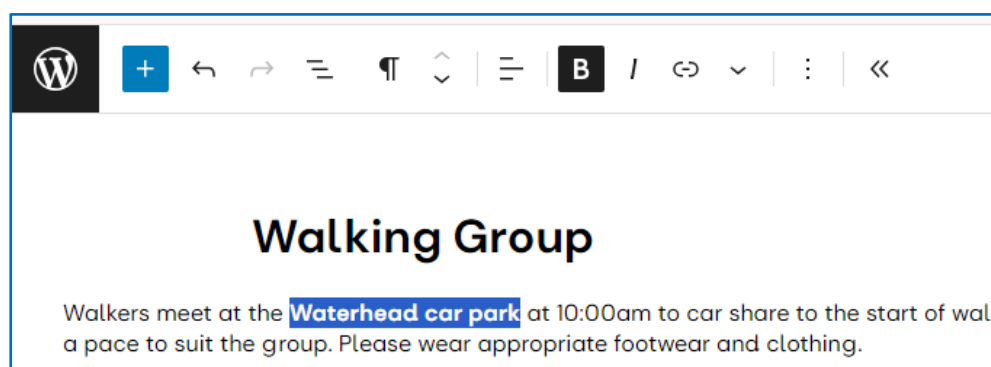 B I
Walking Group
Walkers meet at the Waterhead car park at 10:00am to car share to the start of wal
a pace to suit the group. Please wear appropriate footwear and clothing.